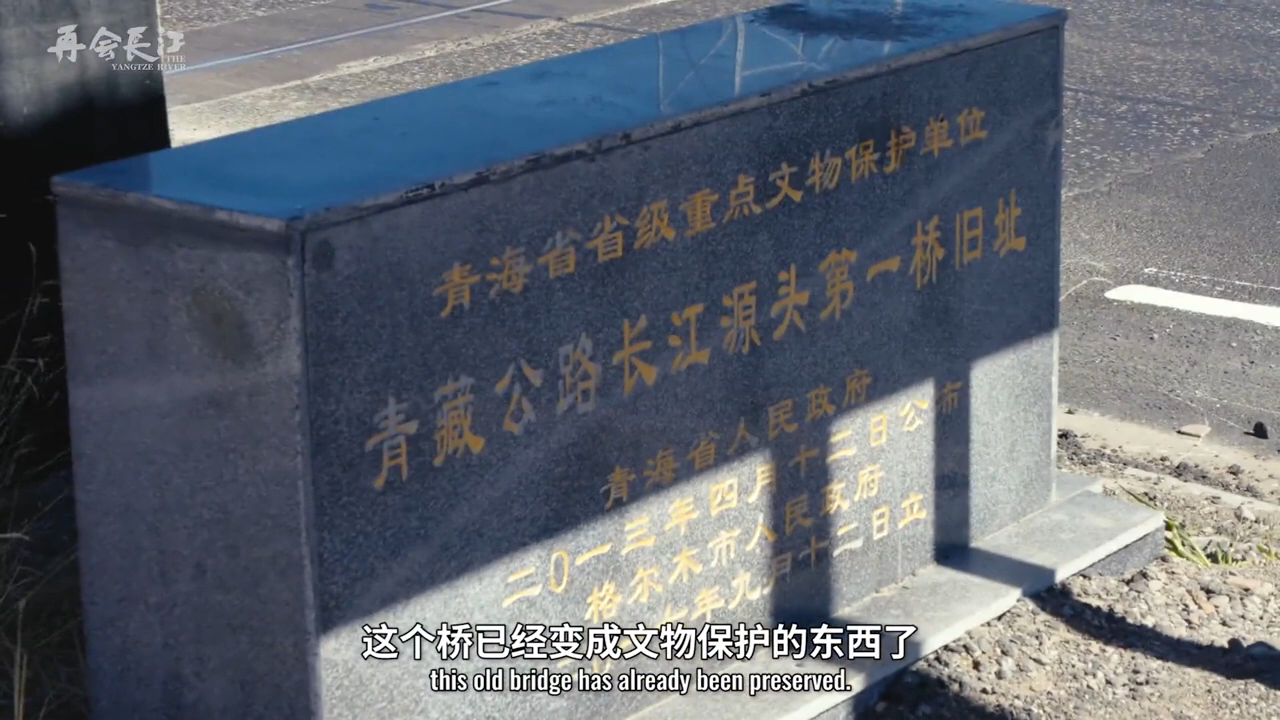 再会长江
THE
YANGTZE RIVER
青海省省级重点文物保护单位
青藏公路长江源头第一桥旧址
青海省人民政府
二〇一三年四月十二日公布
格尔木市人民政府
七年九月十二日立
这个桥已经变成文物保护的东西了
this old bridge has already been preserved.